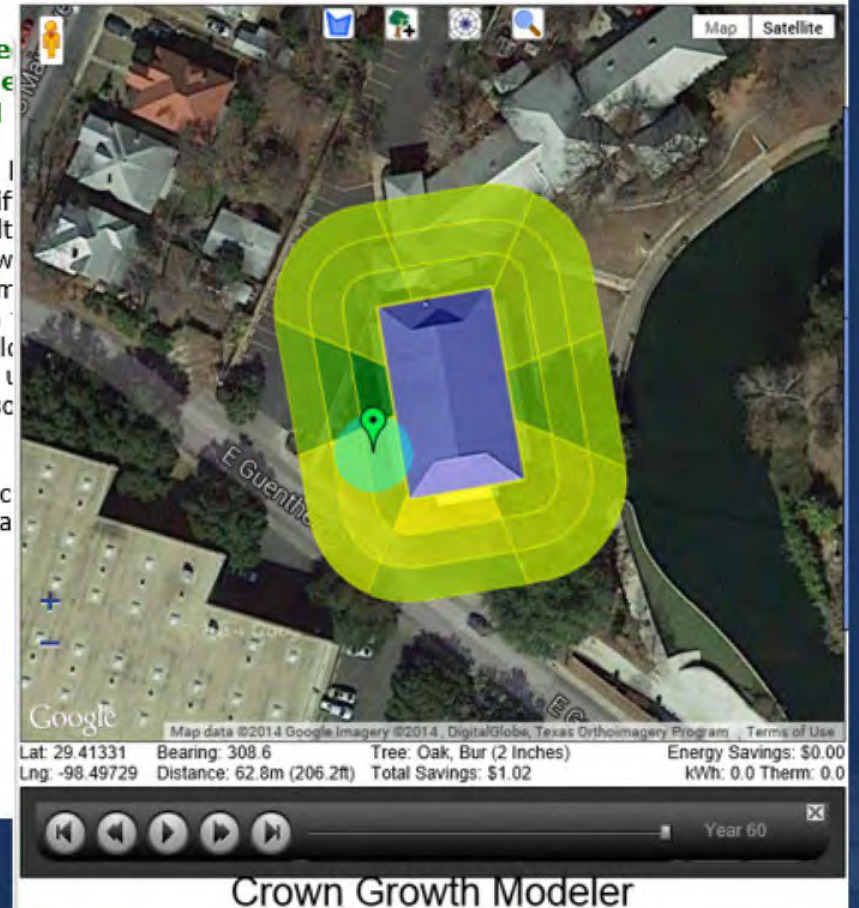 Map Satellite
E Guenthe
Google
Map data ©2014 Google Imagery ©2014 , DigitalGlobe, Texas Orthoimagery Program , Terms of Use
Lat: 29.41331 Bearing: 308.6 Tree: Oak, Bur (2 Inches) Energy Savings: $0.00
Lng: -98.49729 Distance: 62.8m (206.2ft) Total Savings: $1.02 kWh: 0.0 Therm: 0.0
Year 60
Crown Growth Modeler